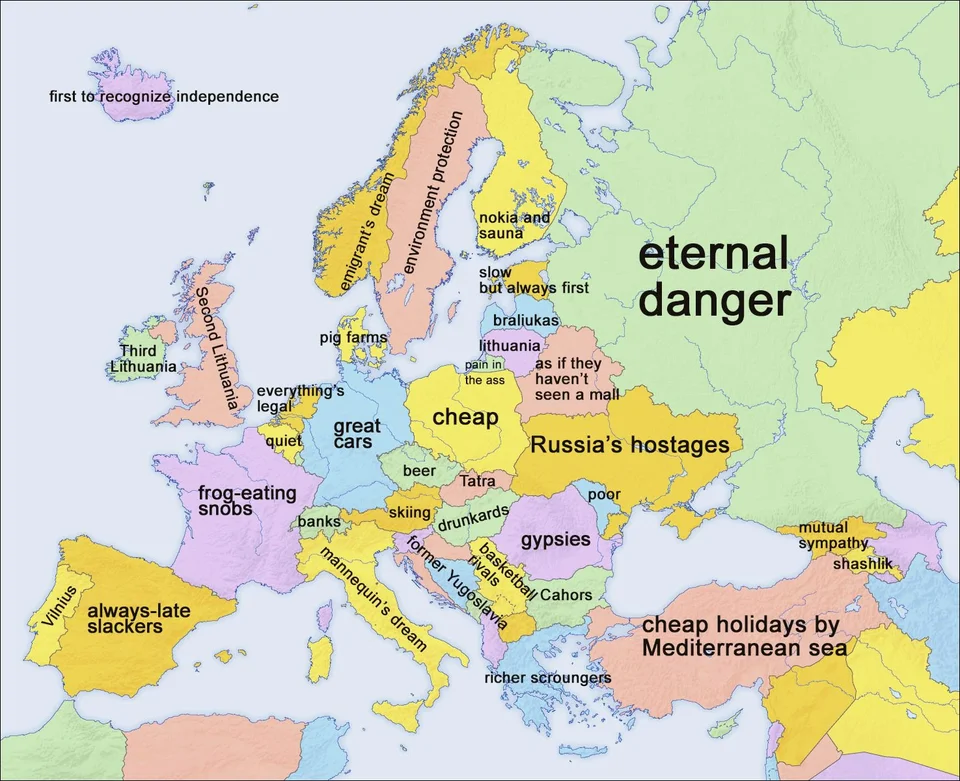 first to recognize independence
emigrant's dream
environment protection
nokia and
sauna
eternal
danger
slow
but always first
Second Lithuania
braliukas
pig farms
lithuania
Third
Lithuania
pain in
the ass
as if they
haven't
seen a mall
everything's
legal
cheap
great
cars
quiet
Russia's hostages
beer
Tatra
frog-eating
snobs
poor
skiing
drunkards
banks
gypsies
mutual
sympathy
shashlik
former Yugoslavia
basketball
rivals
mannequin's dream
Cahors
Vilnius
always-late
slackers
cheap holidays by
Mediterranean sea
richer scroungers